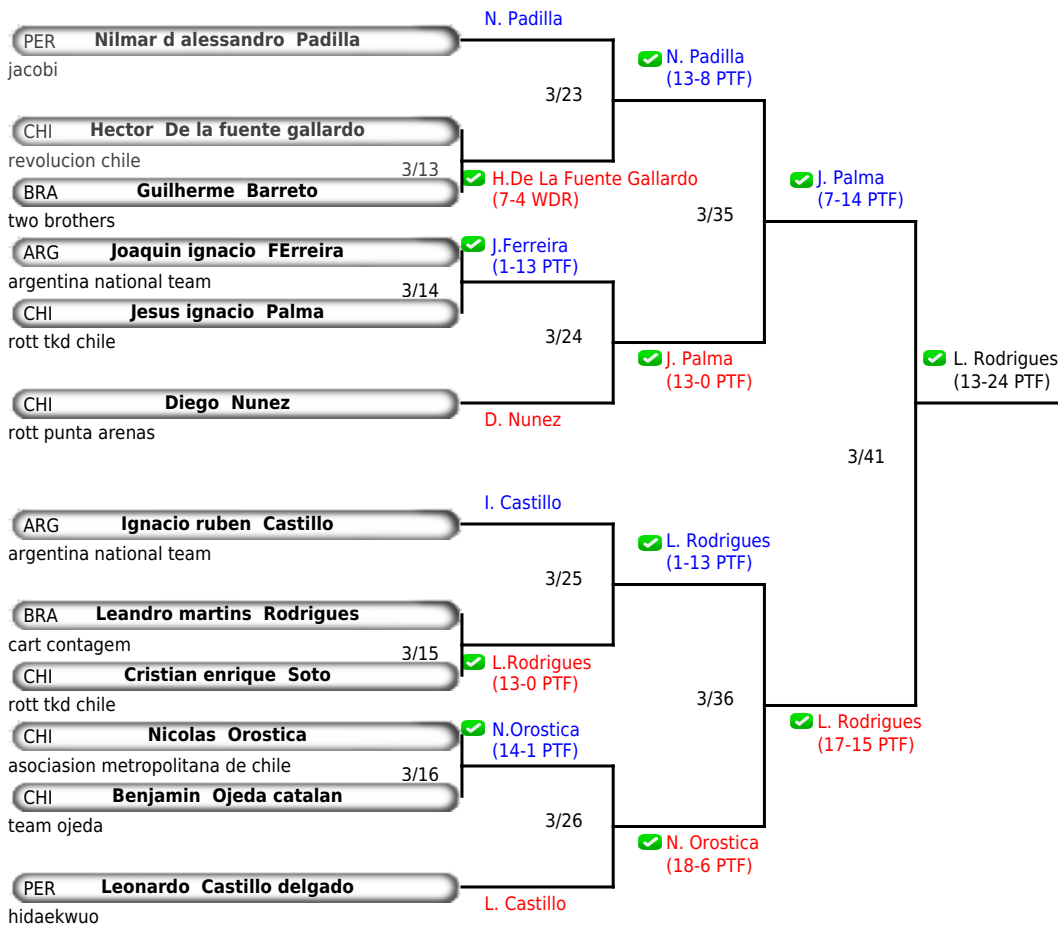 N. Padilla
PER Nilmar d alessandro Padilla
jacobi
N. Padilla
(13-8 PTF)
3/23
CHI Hector De la fuente gallardo
revolucion chile
3/13
BRA Guilherme Barreto
two brothers
H.De La Fuente Gallardo
(7-4 WDR)
3/35
J. Palma
(7-14 PTF)
ARG Joaquin ignacio FErreira
argentina national team
J.Ferreira
(1-13 PTF)
3/14
CHI Jesus ignacio Palma
rott tkd chile
3/24
J. Palma
(13-0 PTF)
L. Rodrigues
(13-24 PTF)
CHI Diego Nunez
rott punta arenas
D. Nunez
3/41
I. Castillo
ARG Ignacio ruben Castillo
argentina national team
L. Rodrigues
(1-13 PTF)
3/25
BRA Leandro martins Rodrigues
cart contagem
3/15
CHI Cristian enrique Soto
rott tkd chile
L.Rodrigues
(13-0 PTF)
3/36
L. Rodrigues
(17-15 PTF)
CHI Nicolas Orostica
asociasion metropolitana de chile
N.Orostica
(14-1 PTF)
3/16
CHI Benjamin Ojeda catalan
team ojeda
3/26
N. Orostica
(18-6 PTF)
PER Leonardo Castillo delgado
hidaekwuo
L. Castillo